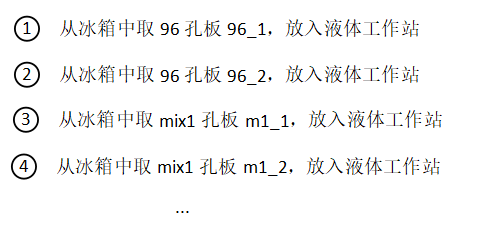 ① 从冰箱中取 96 孔板 96_1，放入液体工作站
② 从冰箱中取 96 孔板 96_2，放入液体工作站
③ 从冰箱中取 mix1 孔板 m1_1，放入液体工作站
④ 从冰箱中取 mix1 孔板 m1_2，放入液体工作站
...